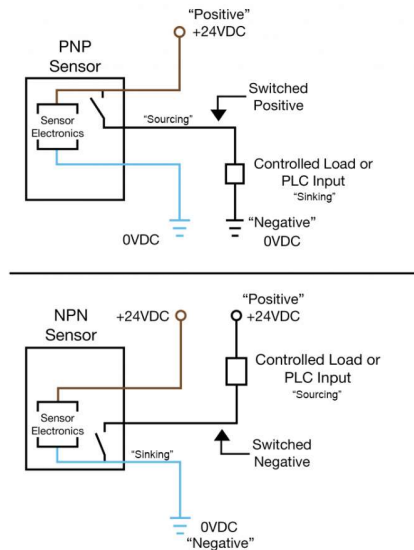 “Positive”
+24VDC
PNP
Sensor
Switched
Positive
Sensor
Electronics
“Sourcing”
Controlled Load or
PLC Input
“Sinking”
“Negative”
0VDC
0VDC
NPN
Sensor
+24VDC
“Positive”
+24VDC
Controlled Load or
PLC Input
“Sourcing”
Sensor
Electronics
“Sinking”
Switched
Negative
0VDC
“Negative”